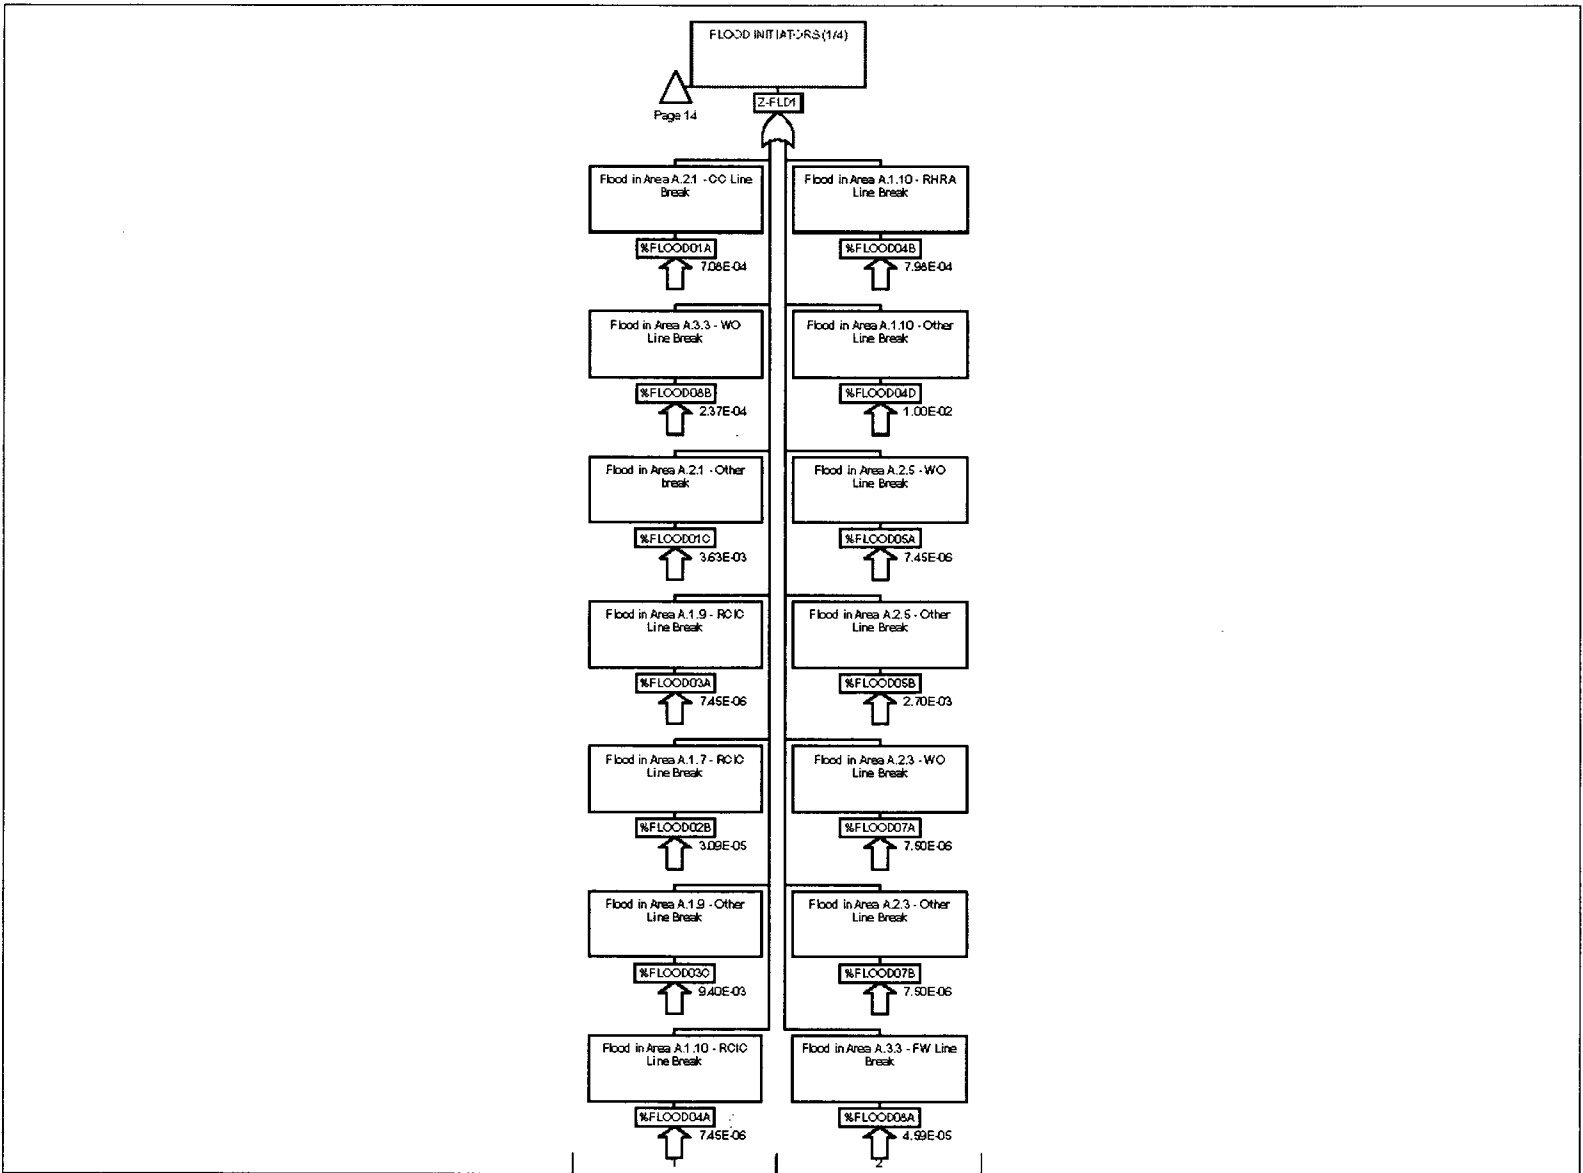 FLOOD INITIATORS (1/4)
Page 14
Z-FLD1
Flood in Area A.2.1 - CC Line
Break
%FLOOD01A
7.08E-04
Flood in Area A.1.10 - RHRA
Line Break
%FLOOD04B
7.98E-04
Flood in Area A.3.3 - WO
Line Break
%FLOOD08B
2.37E-04
Flood in Area A.1.10 - Other
Line Break
%FLOOD04D
1.00E-02
Flood in Area A.2.1 - Other
break
%FLOOD01C
3.63E-03
Flood in Area A.2.5 - WO
Line Break
%FLOOD05A
7.45E-06
Flood in Area A.1.9 - RCIC
Line Break
%FLOOD03A
7.45E-06
Flood in Area A.2.5 - Other
Line Break
%FLOOD05B
2.70E-03
Flood in Area A.1.7 - RCIC
Line Break
%FLOOD02B
3.09E-05
Flood in Area A.2.3 - WO
Line Break
%FLOOD07A
7.50E-06
Flood in Area A.1.9 - Other
Line Break
%FLOOD03C
9.40E-03
Flood in Area A.2.3 - Other
Line Break
%FLOOD07B
7.50E-06
Flood in Area A.1.10 - RCIC
Line Break
%FLOOD04A
7.45E-06
Flood in Area A.3.3 - FW Line
Break
%FLOOD08A
4.59E-05
1
2